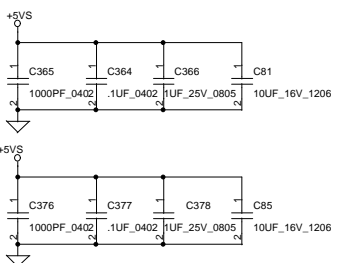 +5VS
1 1 1 1
C365 C364 C366 C81
1000PF_0402 .1UF_0402 1UF_25V_0805 10UF_16V_1206
2 2 2 2
+5VS
1 1 1 1
C376 C377 C378 C85
1000PF_0402 .1UF_0402 1UF_25V_0805 10UF_16V_1206
2 2 2 2